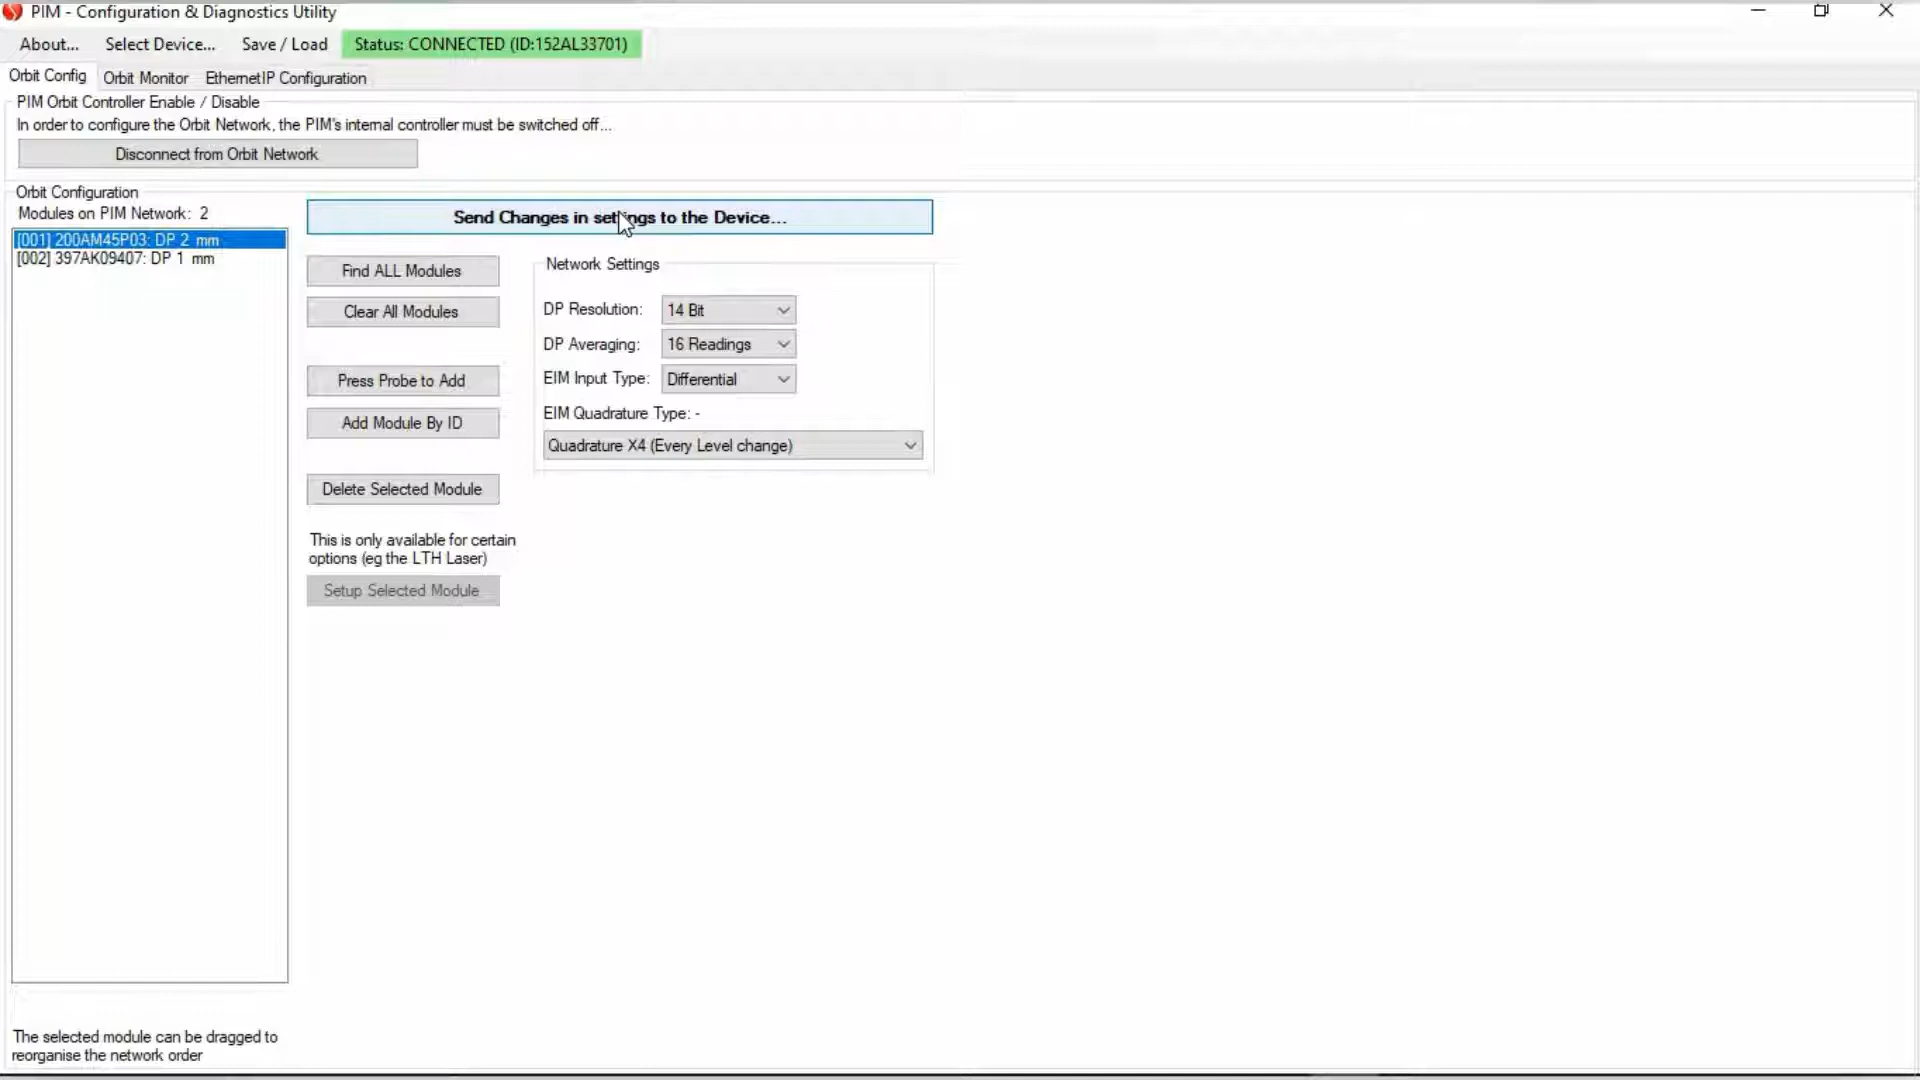 PIM - Configuration & Diagnostics Utility
About... Select Device... Save / Load Status: CONNECTED (ID:152AL33701)
Orbit Config Orbit Monitor EthernetIP Configuration
PIM Orbit Controller Enable / Disable
In order to configure the Orbit Network, the PIM's internal controller must be switched off...
Disconnect from Orbit Network
Orbit Configuration
Modules on PIM Network: 2
[001] 200AM45P03: DP 2 mm
[002] 397AK09407: DP 1 mm
Send Changes in settings to the Device...
Find ALL Modules
Clear All Modules
Press Probe to Add
Add Module By ID
Delete Selected Module
This is only available for certain
options (eg the LTH Laser)
Setup Selected Module
Network Settings
DP Resolution: 14 Bit
DP Averaging: 16 Readings
EIM Input Type: Differential
EIM Quadrature Type: -
Quadrature X4 (Every Level change)
The selected module can be dragged to
reorganise the network order